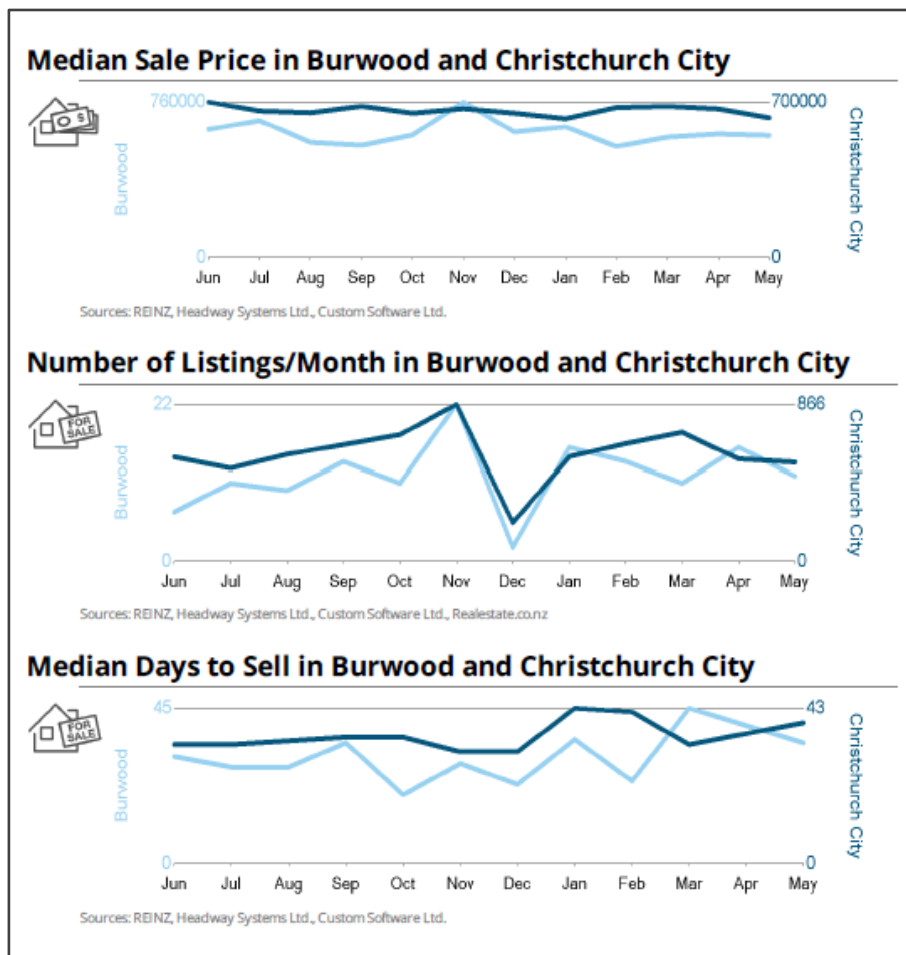 Median Sale Price in Burwood and Christchurch City
760000
700000
Burwood
Christchurch City
0
0
Jun Jul Aug Sep Oct Nov Dec Jan Feb Mar Apr May
Sources: REINZ, Headway Systems Ltd., Custom Software Ltd.
Number of Listings/Month in Burwood and Christchurch City
FOR
SALE
22
866
Burwood
Christchurch City
0
0
Jun Jul Aug Sep Oct Nov Dec Jan Feb Mar Apr May
Sources: REINZ, Headway Systems Ltd., Custom Software Ltd., Realestate.co.nz
Median Days to Sell in Burwood and Christchurch City
FOR
SALE
45
43
Burwood
Christchurch City
0
0
Jun Jul Aug Sep Oct Nov Dec Jan Feb Mar Apr May
Sources: REINZ, Headway Systems Ltd., Custom Software Ltd.